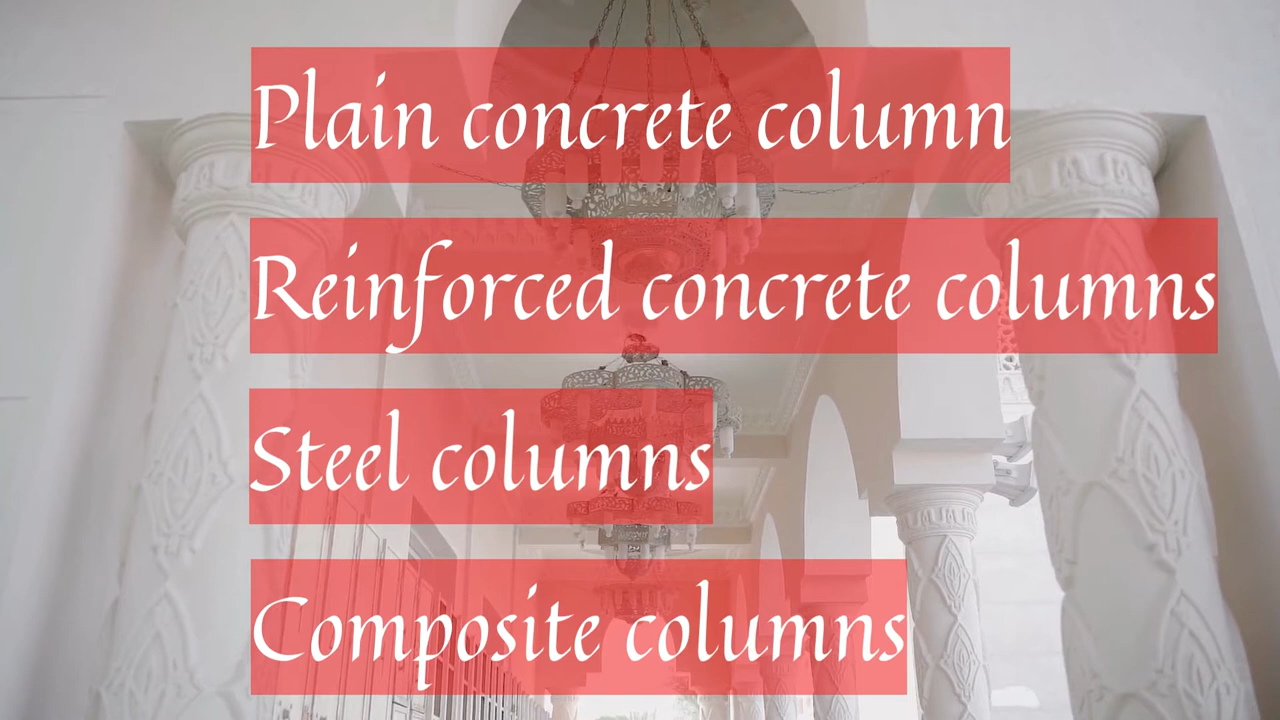 Plain concrete column
Reinforced concrete columns
Steel columns
Composite columns